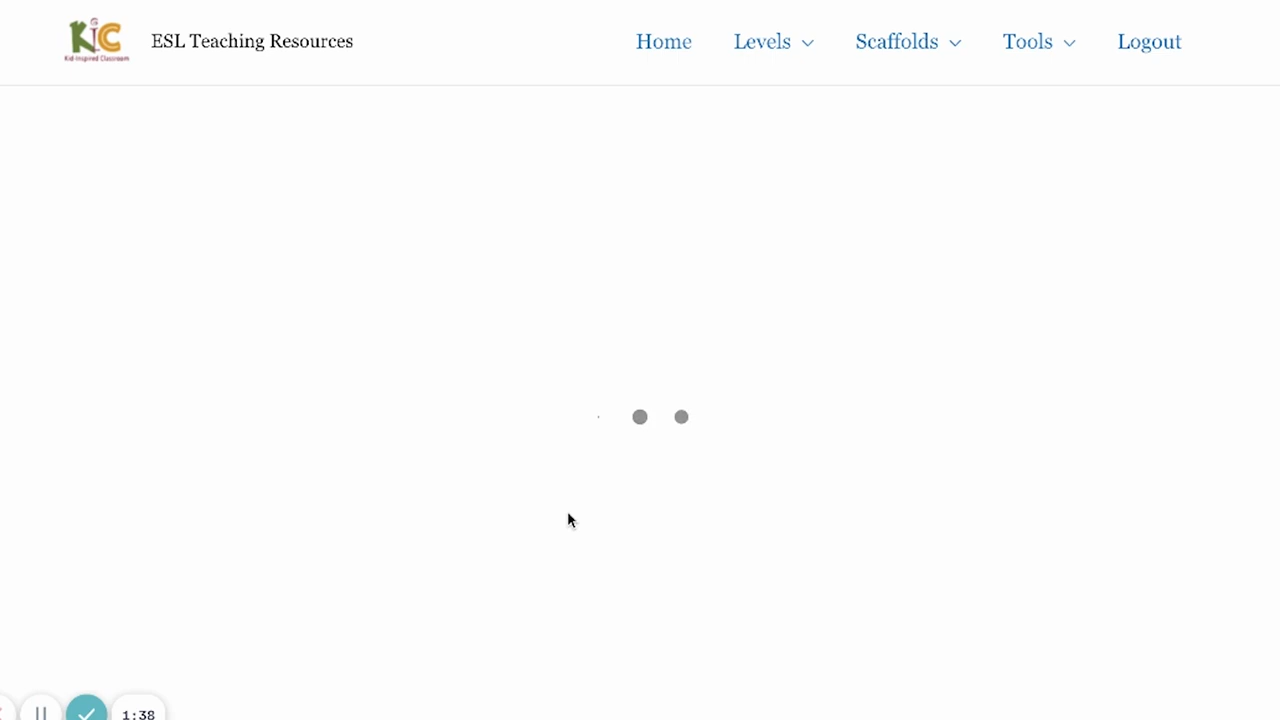 KiC
Kid-Inspired Classroom
ESL Teaching Resources
Home
Levels
Scaffolds
Tools
Logout
1:38